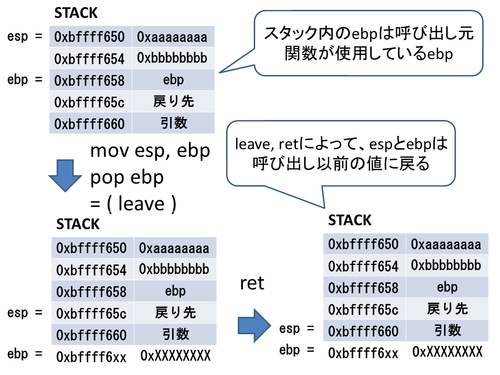 STACK
esp = 0xbffff650 0xaaaaaaaa
0xbffff654 0xbbbbbbbb
ebp = 0xbffff658 ebp
0xbffff65c 戻り先
0xbffff660 引数
スタック内のebpは呼び出し元
関数が使用しているebp
mov esp, ebp
pop ebp
= ( leave )
leave, retによって、espとebpは
呼び出し以前の値に戻る
STACK
0xbffff650 0xaaaaaaaa
0xbffff654 0xbbbbbbbb
0xbffff658 ebp
esp = 0xbffff65c 戻り先
0xbffff660 引数
ebp = 0xbffff6xx 0xXXXXXXXX
ret
STACK
0xbffff650 0xaaaaaaaa
0xbffff654 0xbbbbbbbb
0xbffff658 ebp
0xbffff65c 戻り先
esp = 0xbffff660 引数
ebp = 0xbffff6xx 0xXXXXXXXX